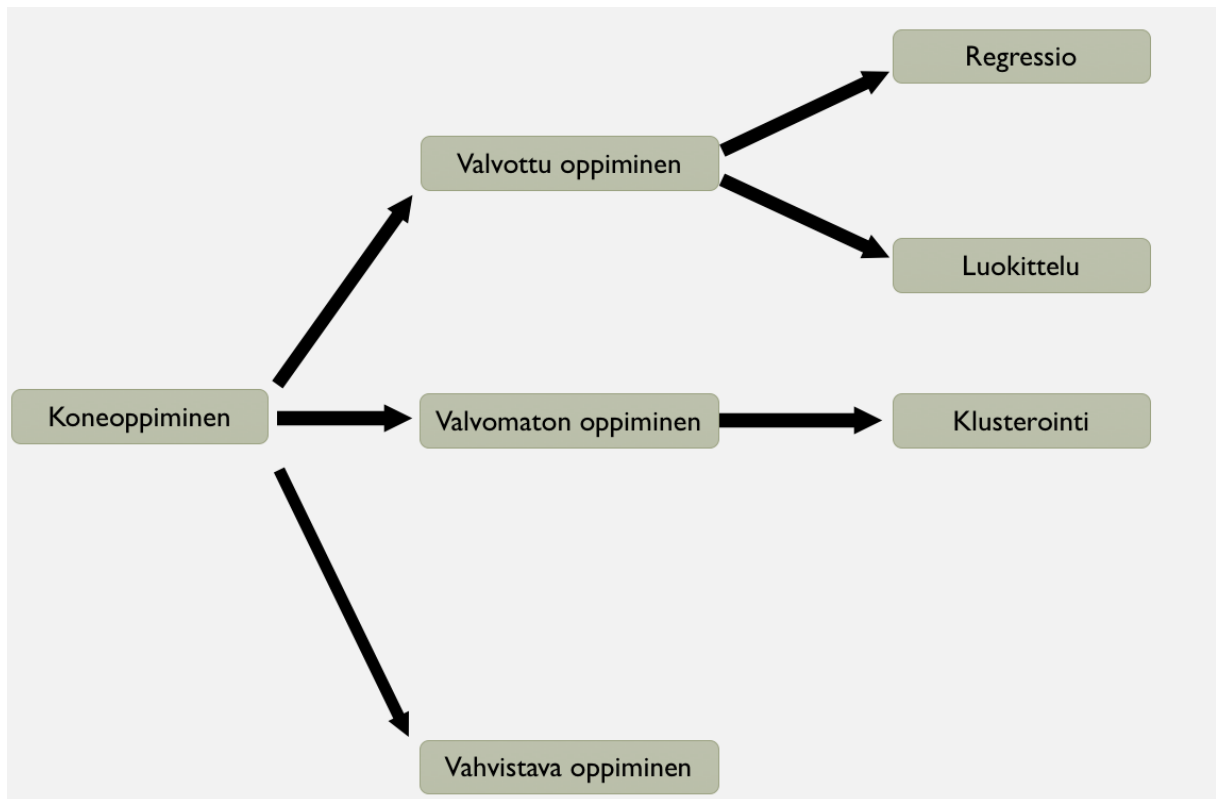 Regressio
Valvottu oppiminen
Luokittelu
Koneoppiminen
Valvomaton oppiminen
Klusterointi
Vahvistava oppiminen